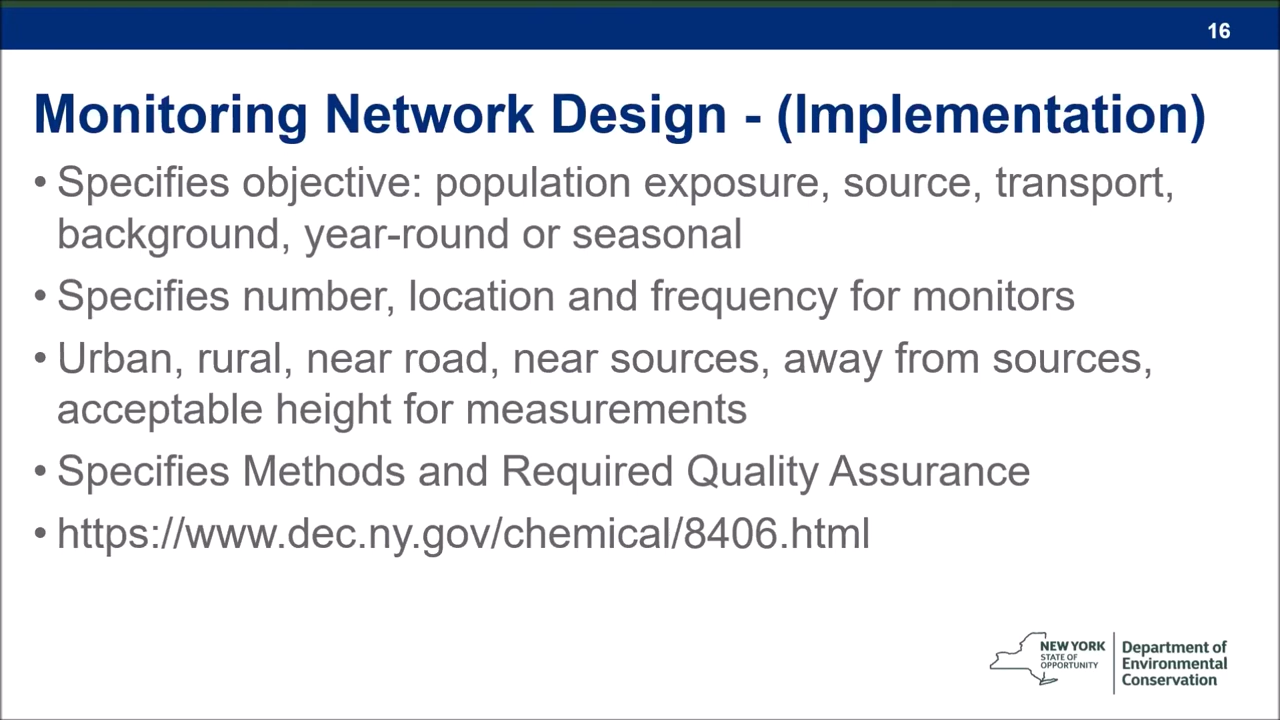 16
Monitoring Network Design - (Implementation)
• Specifies objective: population exposure, source, transport,
background, year-round or seasonal
• Specifies number, location and frequency for monitors
• Urban, rural, near road, near sources, away from sources,
acceptable height for measurements
• Specifies Methods and Required Quality Assurance
• https://www.dec.ny.gov/chemical/8406.html
NEW YORK
STATE OF
OPPORTUNITY
Department of
Environmental
Conservation